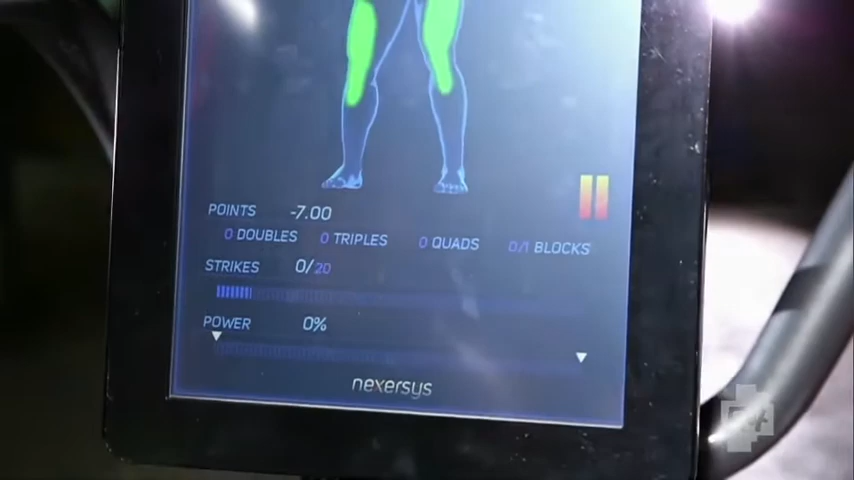 POINTS -7.00
0 DOUBLES 0 TRIPLES 0 QUADS 0/1 BLOCKS
STRIKES 0/20
POWER 0%
nexersys